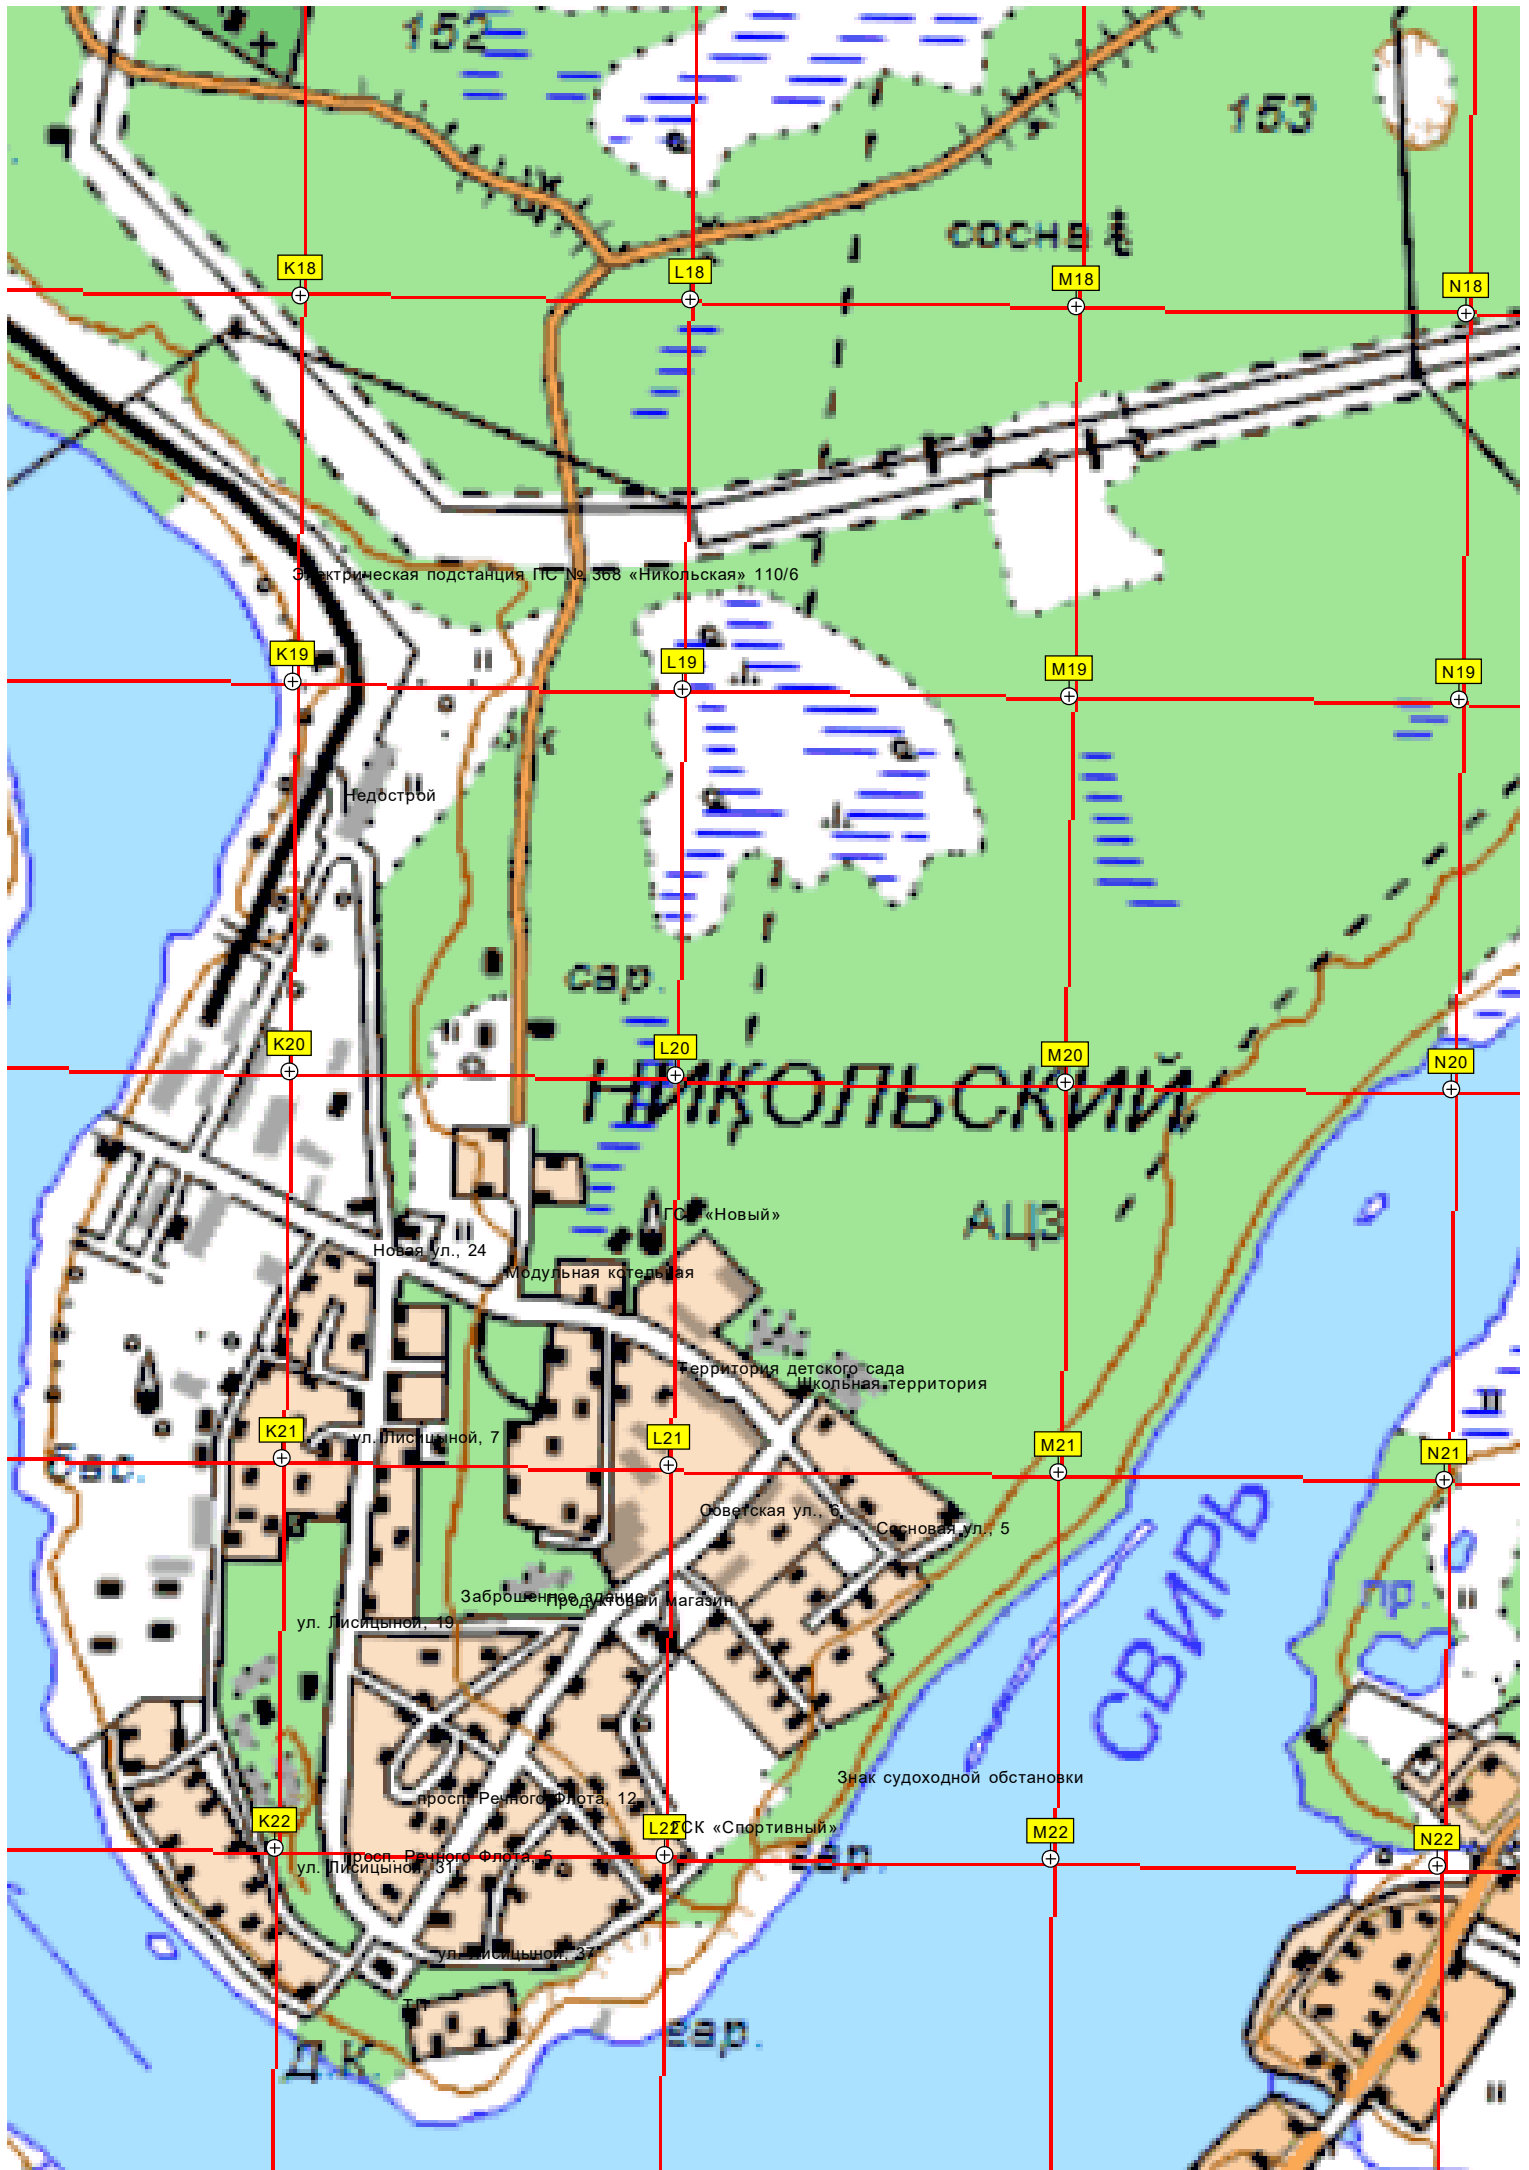 152
153
сосна
K18
L18
M18
N18
Электрическая подстанция ПС № 368 «Никольская» 110/6
K19
L19
M19
N19
Недострой
сар.
K20
L20
M20
N20
НИКОЛЬСКИЙ
АЦЗ
ГСК «Новый»
Новая ул., 24
Модульная котельная
Территория детского сада
Школьная территория
K21
ул. Лисицыной, 7
L21
M21
N21
бас.
Советская ул., 6
Сосновая ул., 5
СВИРЬ
пр.
Заброшенное здание
Продуктовый магазин
ул. Лисицыной, 19
Знак судоходной обстановки
просп. Речного Флота, 12
K22
L22
ГСК «Спортивный»
M22
N22
просп. Речного Флота, 5
ул. Лисицыной, 31
ул. Лисицыной, 37
Д.К.